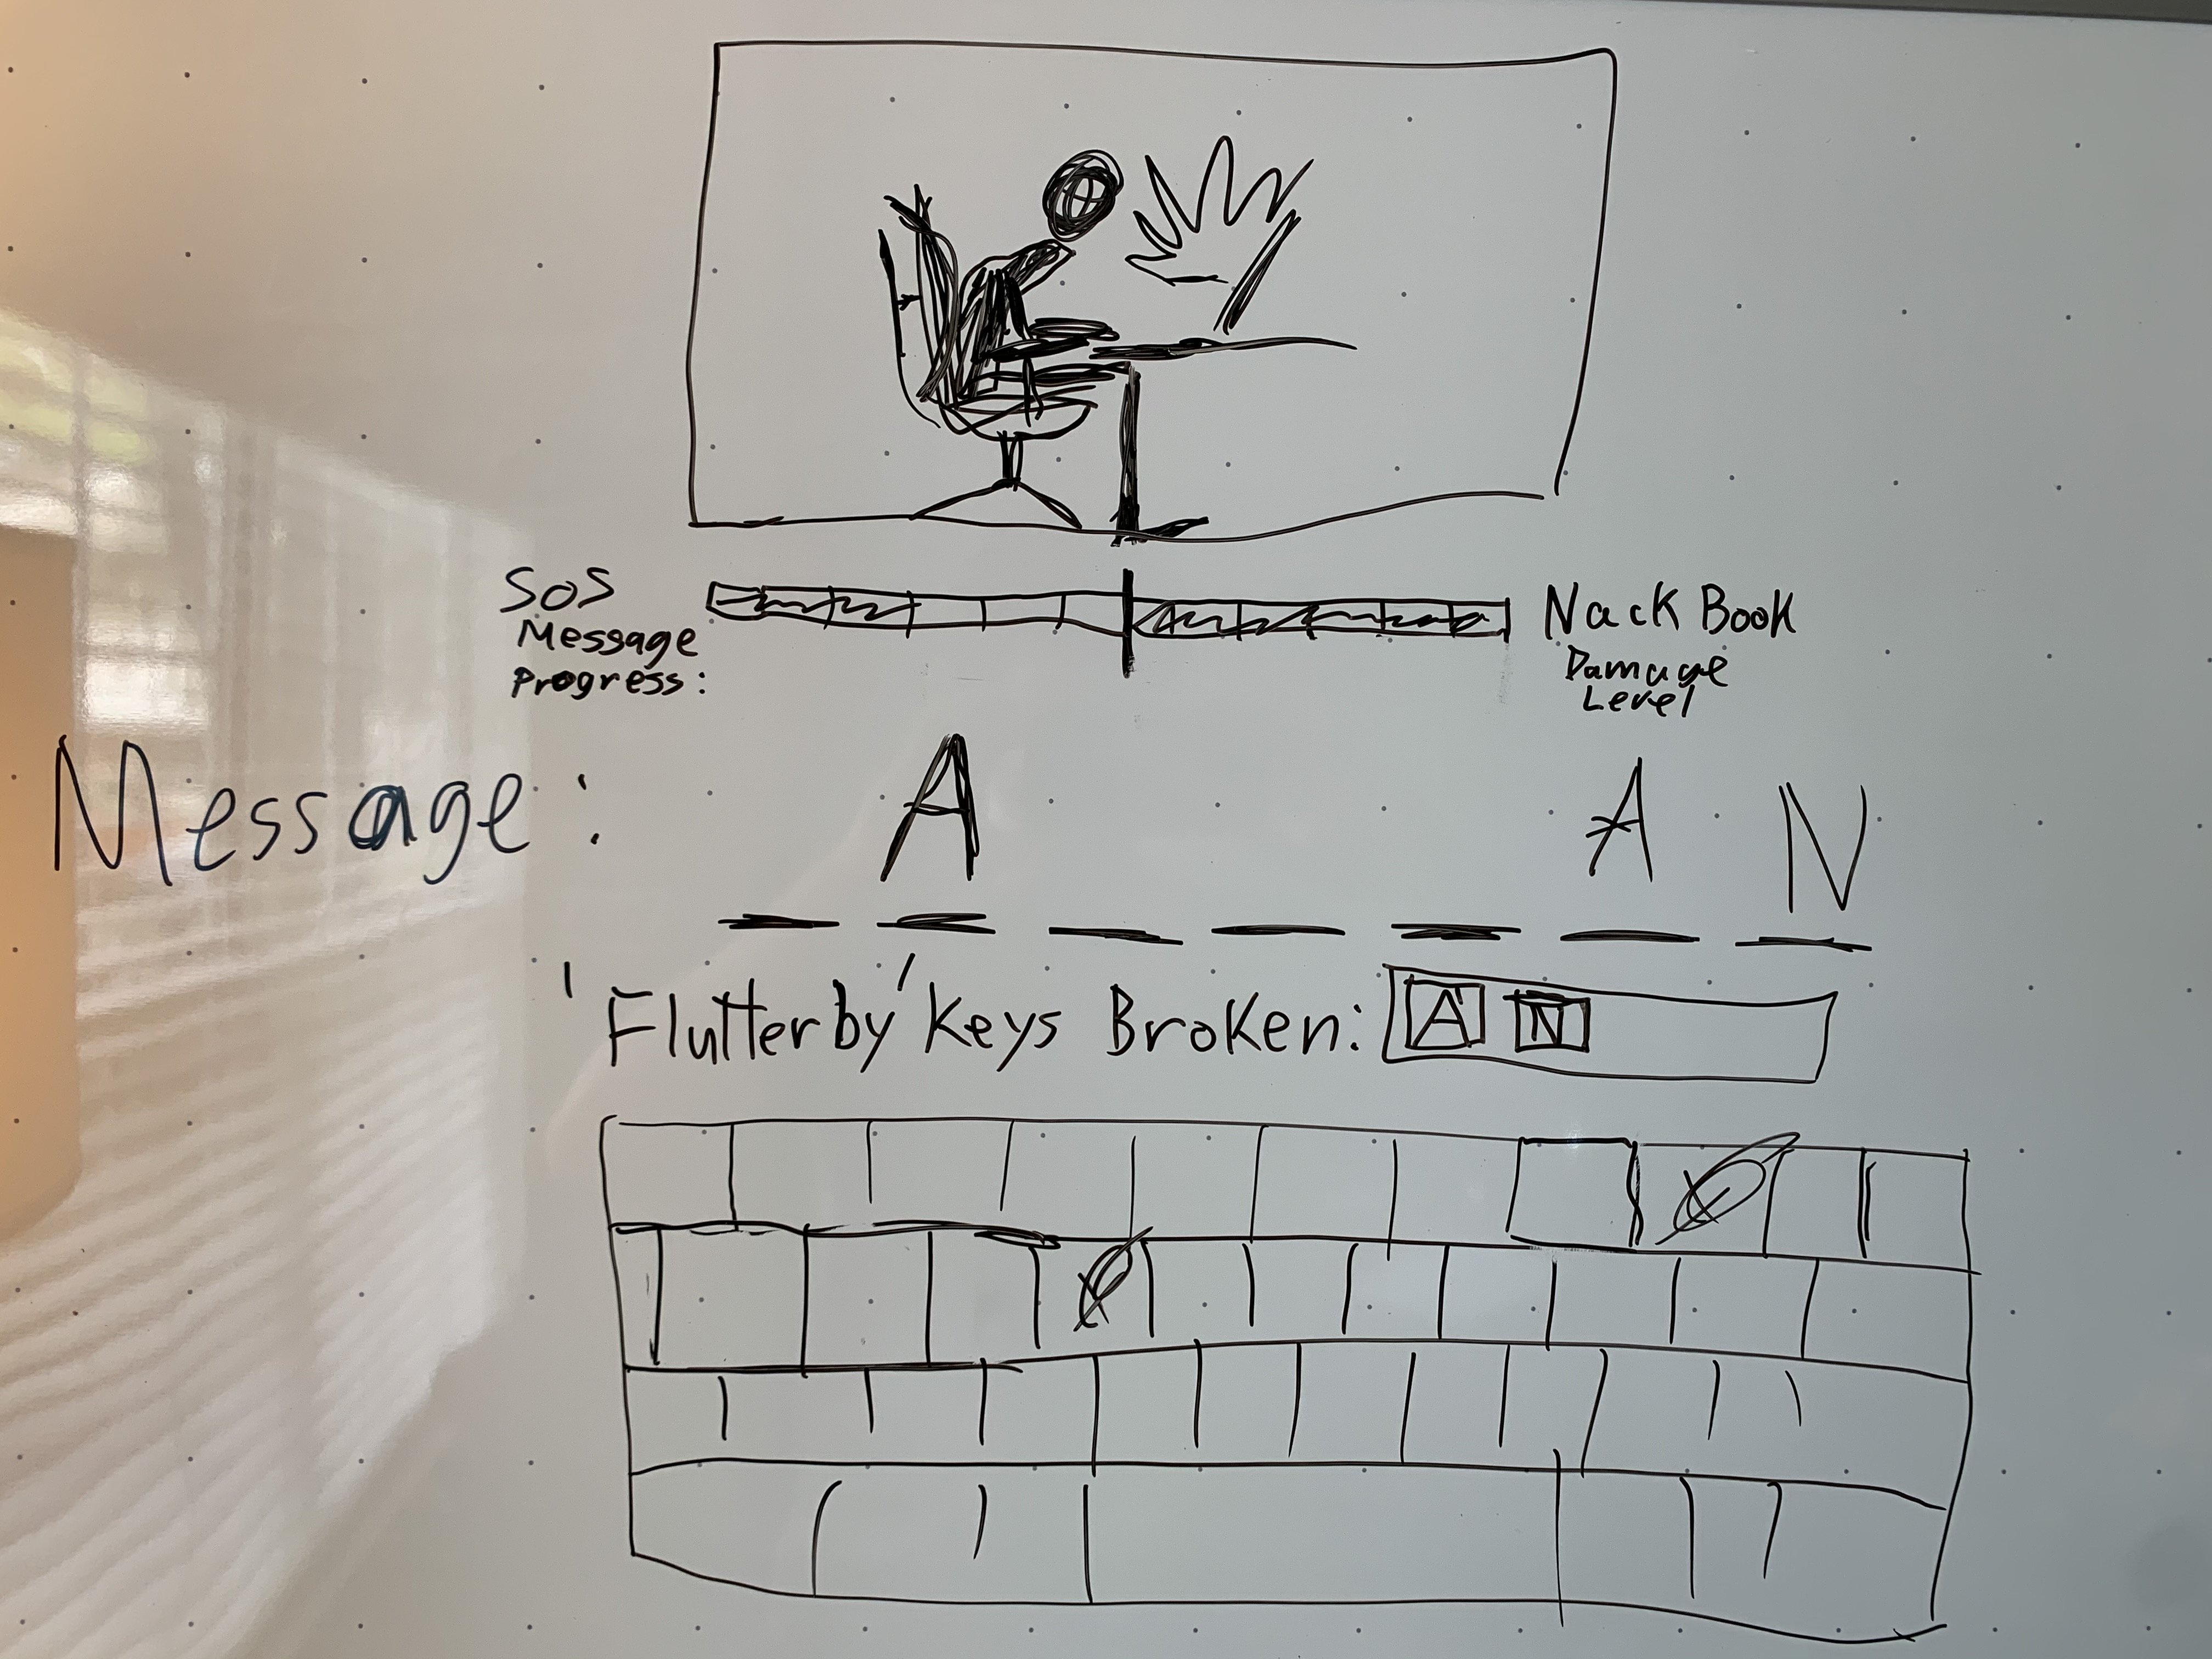 SOS
Message
Progress:
Nack Book
Damage
Level
Message: A A N
'Flutterby' Keys Broken: A N